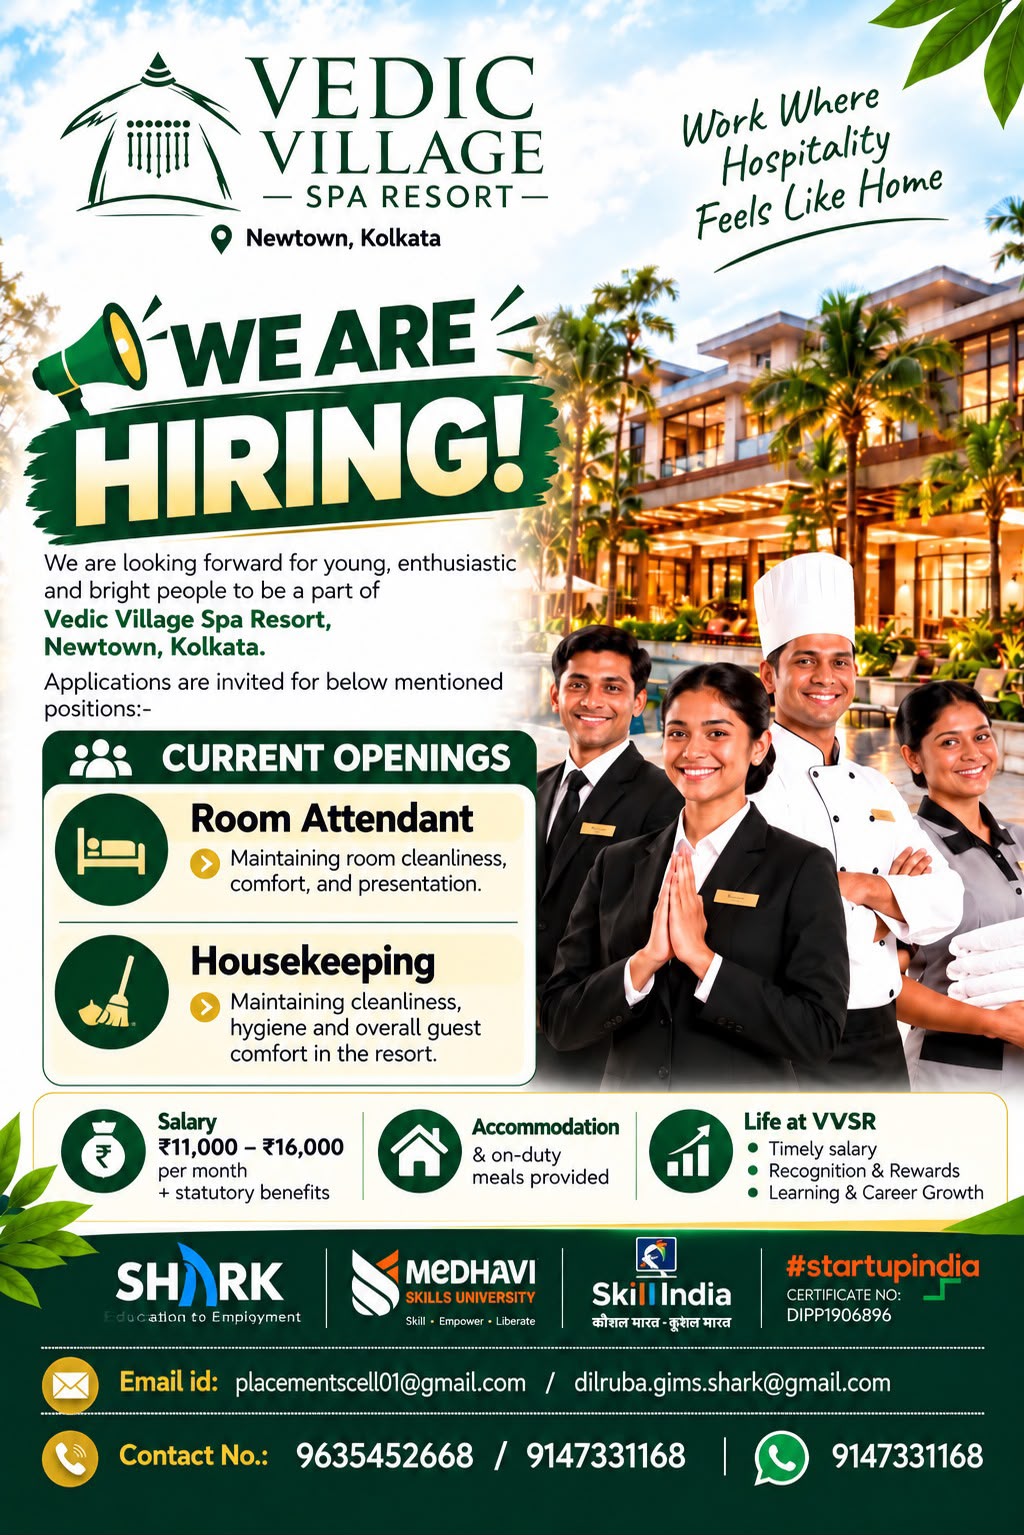 VEDIC
VILLAGE
SPA RESORT
Newtown, Kolkata
Work Where
Hospitality
Feels Like Home
WE ARE
HIRING!
We are looking forward for young, enthusiastic
and bright people to be a part of
Vedic Village Spa Resort,
Newtown, Kolkata.
Applications are invited for below mentioned
positions:-
CURRENT OPENINGS
Room Attendant
Maintaining room cleanliness,
comfort, and presentation.
Housekeeping
Maintaining cleanliness,
hygiene and overall guest
comfort in the resort.
Salary
₹11,000 – ₹16,000
per month
+ statutory benefits
Accommodation
& on-duty
meals provided
Life at VVSR
• Timely salary
• Recognition & Rewards
• Learning & Career Growth
SHARK
Education to Employment
MEDHAVI
SKILLS UNIVERSITY
Skill • Empower • Liberate
Skill India
कौशल भारत - कुशल भारत
#startupindia
CERTIFICATE NO:
DIPP1906896
Email id: placementscell01@gmail.com / dilruba.gims.shark@gmail.com
Contact No.: 9635452668 / 9147331168 | 9147331168